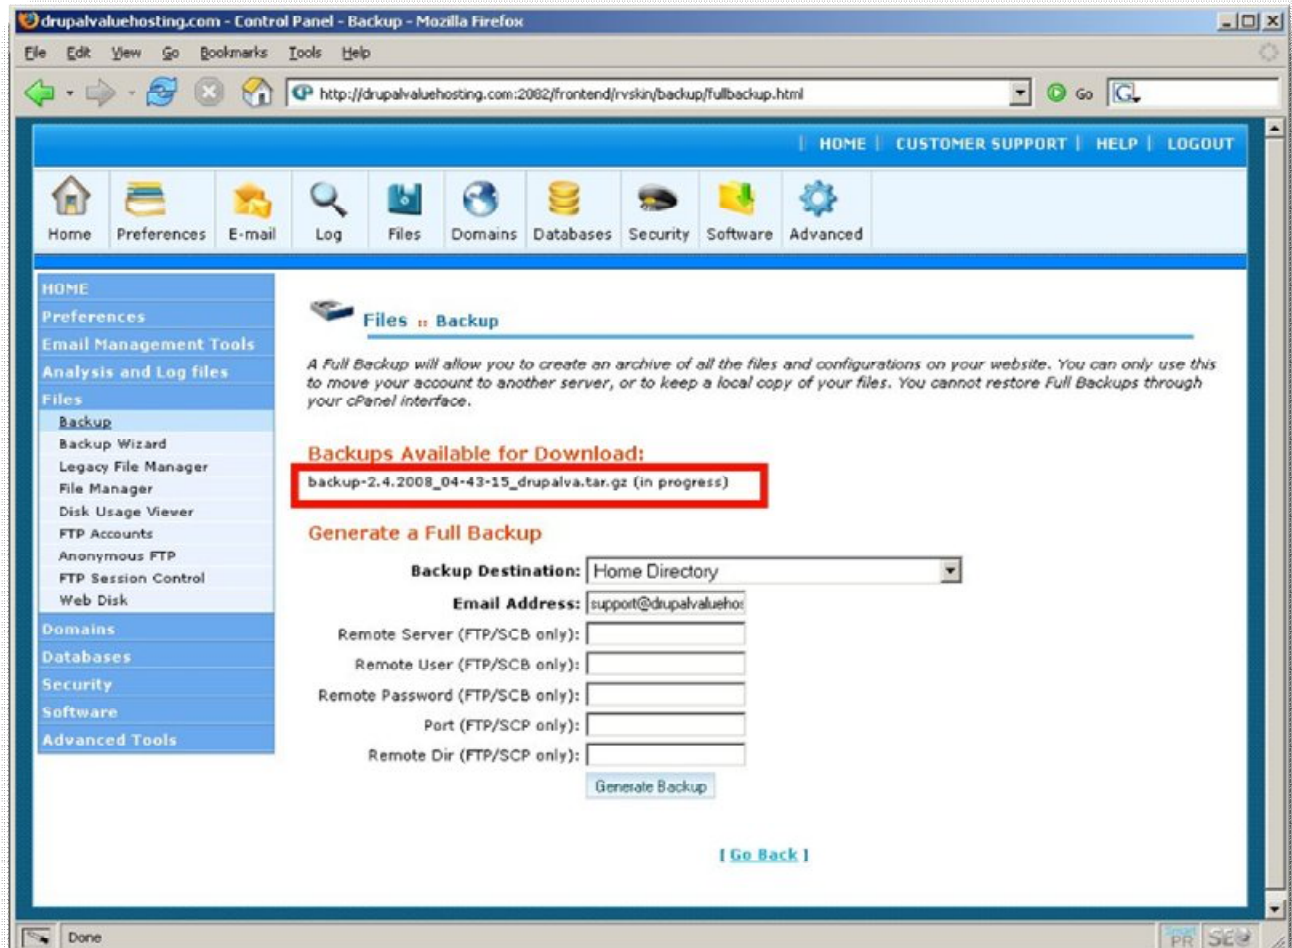 drupalvaluehosting.com - Control Panel - Backup - Mozilla Firefox
File Edit View Go Bookmarks Tools Help
http://drupalvaluehosting.com:2082/frontend/rvskin/backup/fullbackup.html Go G
| HOME | CUSTOMER SUPPORT | HELP | LOGOUT
Home Preferences E-mail Log Files Domains Databases Security Software Advanced
HOME
Preferences
Email Management Tools
Analysis and Log files
Files
Backup
Backup Wizard
Legacy File Manager
File Manager
Disk Usage Viewer
FTP Accounts
Anonymous FTP
FTP Session Control
Web Disk
Domains
Databases
Security
Software
Advanced Tools
Files :: Backup
A Full Backup will allow you to create an archive of all the files and configurations on your website. You can only use this
to move your account to another server, or to keep a local copy of your files. You cannot restore Full Backups through
your cPanel interface.
Backups Available for Download:
backup-2.4.2008_04-43-15_drupalva.tar.gz (in progress)
Generate a Full Backup
Backup Destination: Home Directory
Email Address: support@drupalvaluehos
Remote Server (FTP/SCB only):
Remote User (FTP/SCB only):
Remote Password (FTP/SCB only):
Port (FTP/SCP only):
Remote Dir (FTP/SCP only):
Generate Backup
[ Go Back ]
Done
Smart PR SEO